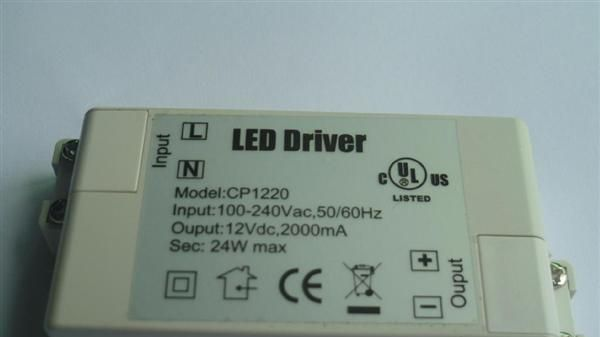 LED Driver
Input
L
N
Model:CP1220
Input:100-240Vac,50/60Hz
Ouput:12Vdc,2000mA
Sec: 24W max
C UL US
®
LISTED
CE
+
-
Ouput